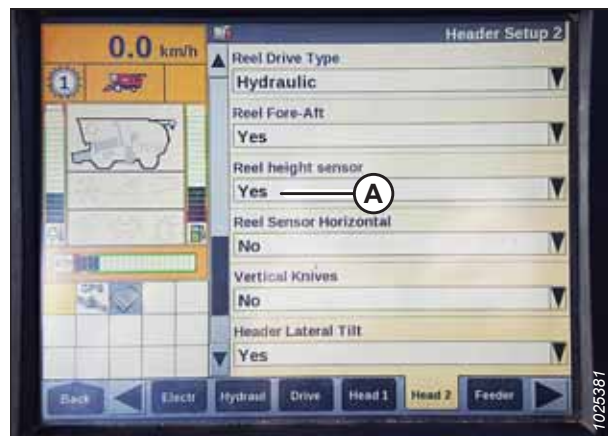 0.0 km/h
Header Setup 2
1
Reel Drive Type
Hydraulic
Reel Fore-Aft
Yes
Reel height sensor
Yes
A
Reel Sensor Horizontal
No
Vertical Knives
No
GPS
Header Lateral Tilt
Yes
Back
Electr
Hydraul
Drive
Head 1
Head 2
Feeder
1025381